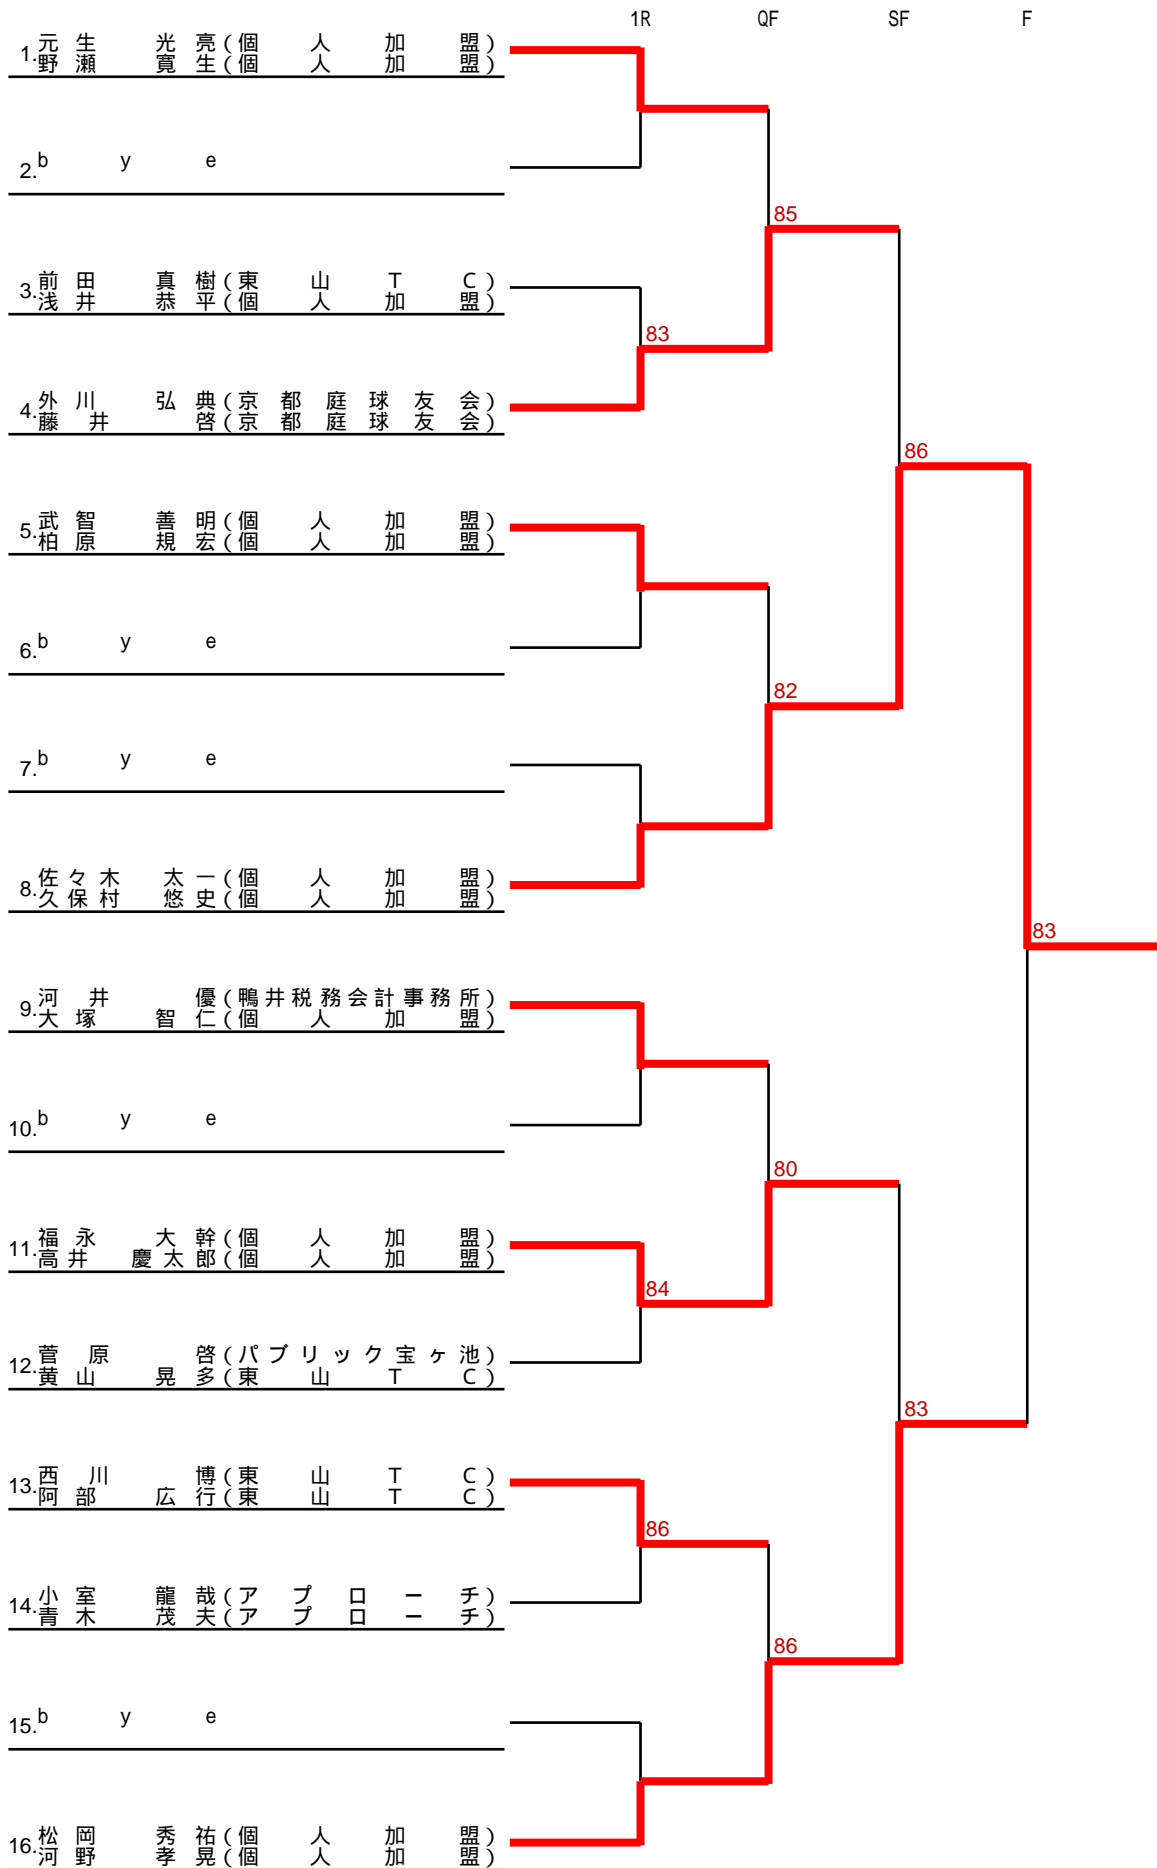 1R QF SF F
1. 元生 光亮(個人加盟)
野瀬 寛生(個人加盟)
2. bye
85
3. 前田 真樹(東山TC)
浅井 恭平(個人加盟)
83
4. 外川 弘典(京都庭球友会)
藤井 啓(京都庭球友会)
86
5. 武智 善明(個人加盟)
柏原 規宏(個人加盟)
6. bye
82
7. bye
8. 佐々木 太一(個人加盟)
久保村 悠史(個人加盟)
83
9. 河井 優(鴨井税務会計事務所)
大塚 智仁(個人加盟)
10. bye
80
11. 福永 大幹(個人加盟)
高井 慶太郎(個人加盟)
84
12. 菅原 啓(パブリック宝ヶ池)
黄山 晃多(東山TC)
83
13. 西川 博(東山TC)
阿部 広行(東山TC)
86
14. 小室 龍哉(アプローチ)
青木 茂夫(アプローチ)
86
15. bye
16. 松岡 秀祐(個人加盟)
河野 孝晃(個人加盟)